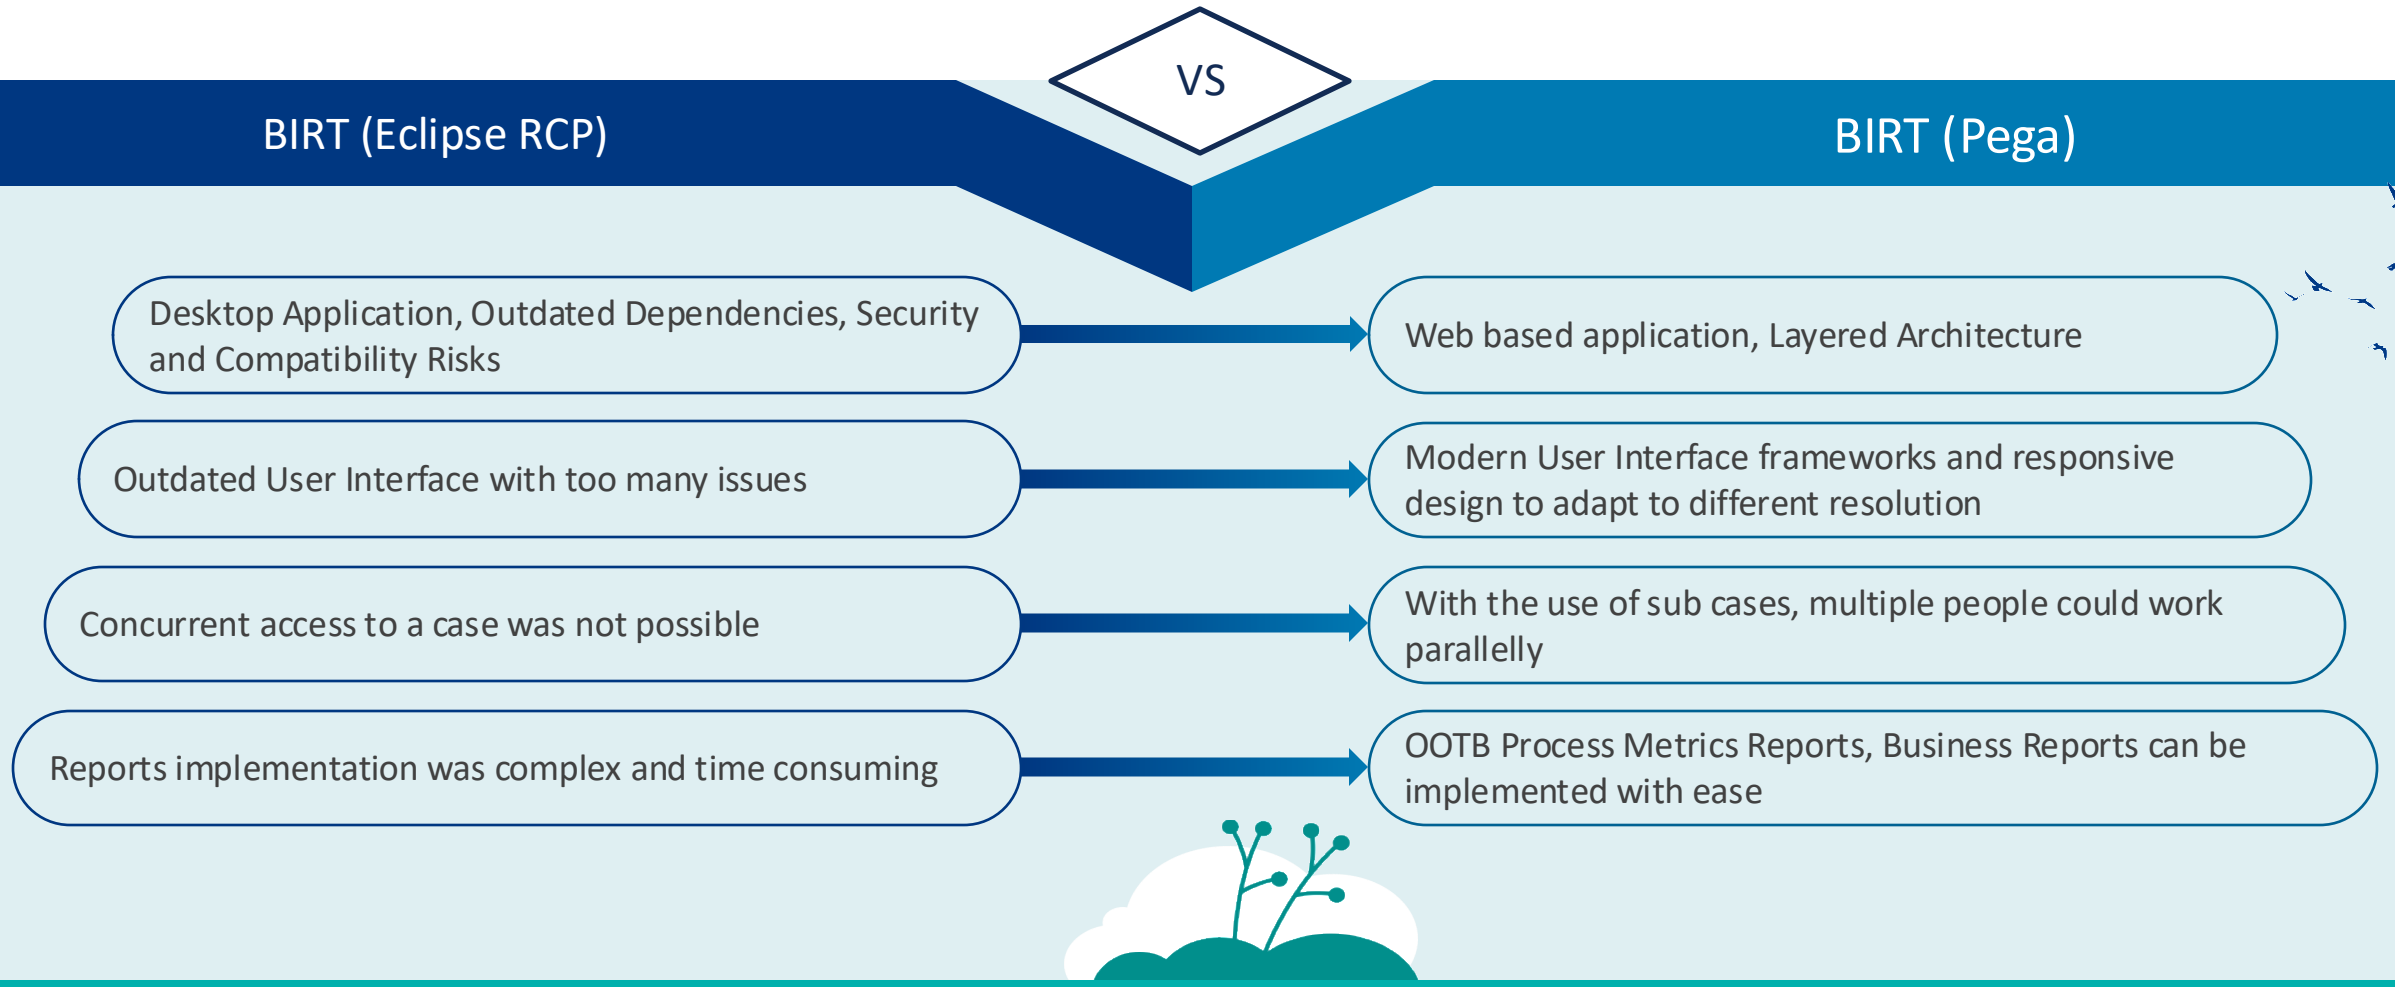 VS
BIRT (Eclipse RCP)
BIRT (Pega)
Desktop Application, Outdated Dependencies, Security
and Compatibility Risks
Web based application, Layered Architecture
Outdated User Interface with too many issues
Modern User Interface frameworks and responsive
design to adapt to different resolution
Concurrent access to a case was not possible
With the use of sub cases, multiple people could work
parallelly
Reports implementation was complex and time consuming
OOTB Process Metrics Reports, Business Reports can be
implemented with ease